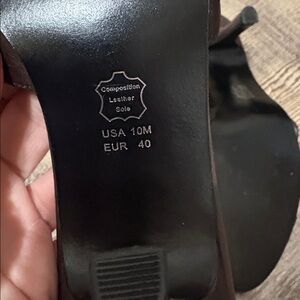 Composition
Leather
Sole
USA 10M
EUR 40